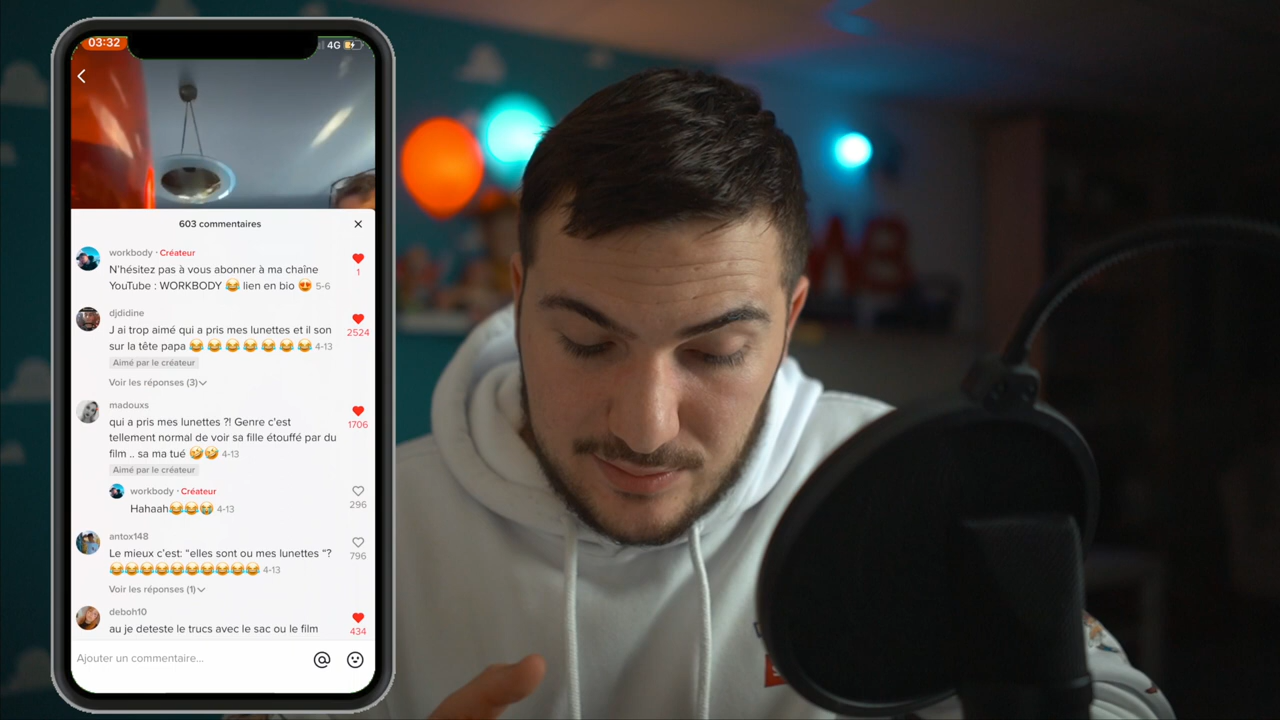 03:32
4G
603 commentaires
workbody · Créateur
N'hésitez pas à vous abonner à ma chaîne
YouTube : WORKBODY 😂 lien en bio 😍 5-6
1
djdidine
J ai trop aimé qui a pris mes lunettes et il son
sur la tête papa 😂 😂 😂 😂 😂 😂 😂 4-13
2524
Aimé par le créateur
Voir les réponses (3)
madouxs
qui a pris mes lunettes ?! Genre c'est
tellement normal de voir sa fille étouffé par du
film .. sa ma tué 🤣🤣 4-13
1706
Aimé par le créateur
workbody · Créateur
Hahaah😂😂😭 4-13
296
antox148
Le mieux c'est: “elles sont ou mes lunettes “?
😂😂😂😂😂😂😂😂😂😂 4-13
796
Voir les réponses (1)
deboh10
au je deteste le trucs avec le sac ou le film
434
Ajouter un commentaire...
@
WB